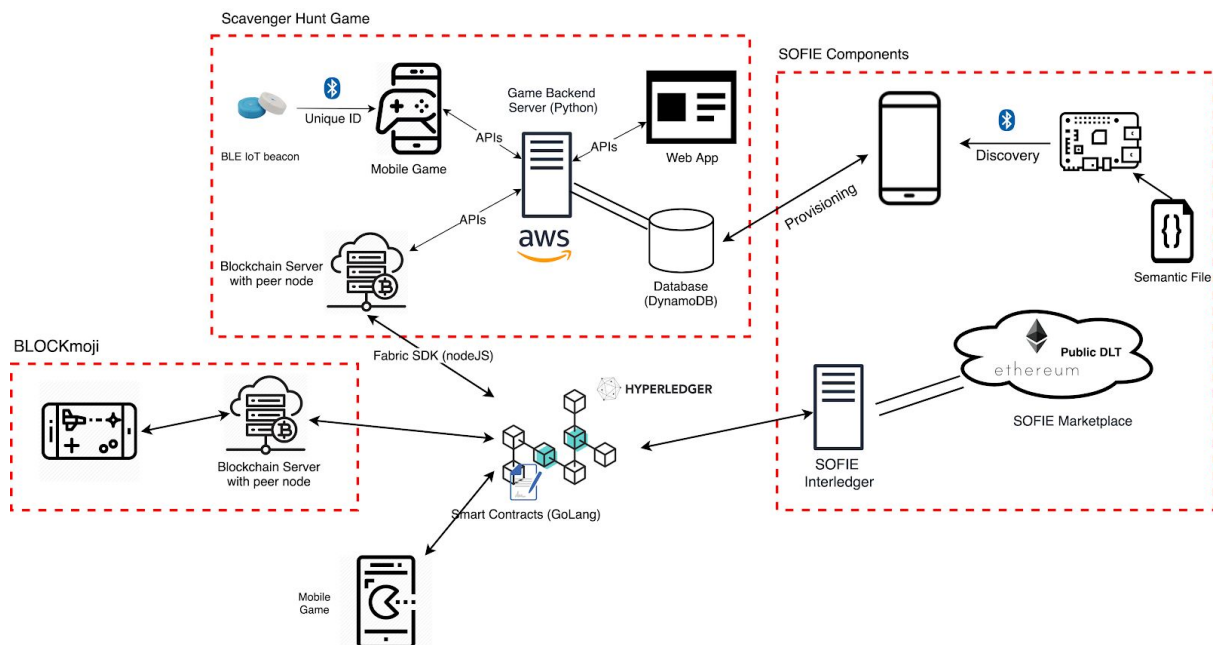 Scavenger Hunt Game
SOFIE Components
Unique ID
BLE IoT beacon
Mobile Game
APIs
Game Backend
Server (Python)
APIs
Web App
APIs
aws
Database
(DynamoDB)
Blockchain Server
with peer node
Provisioning
Discovery
{}
Semantic File
Fabric SDK (nodeJS)
BLOCKmoji
Blockchain Server
with peer node
HYPERLEDGER
Smart Contracts (GoLang)
Mobile
Game
SOFIE
Interledger
Public DLT
ethereum
SOFIE Marketplace